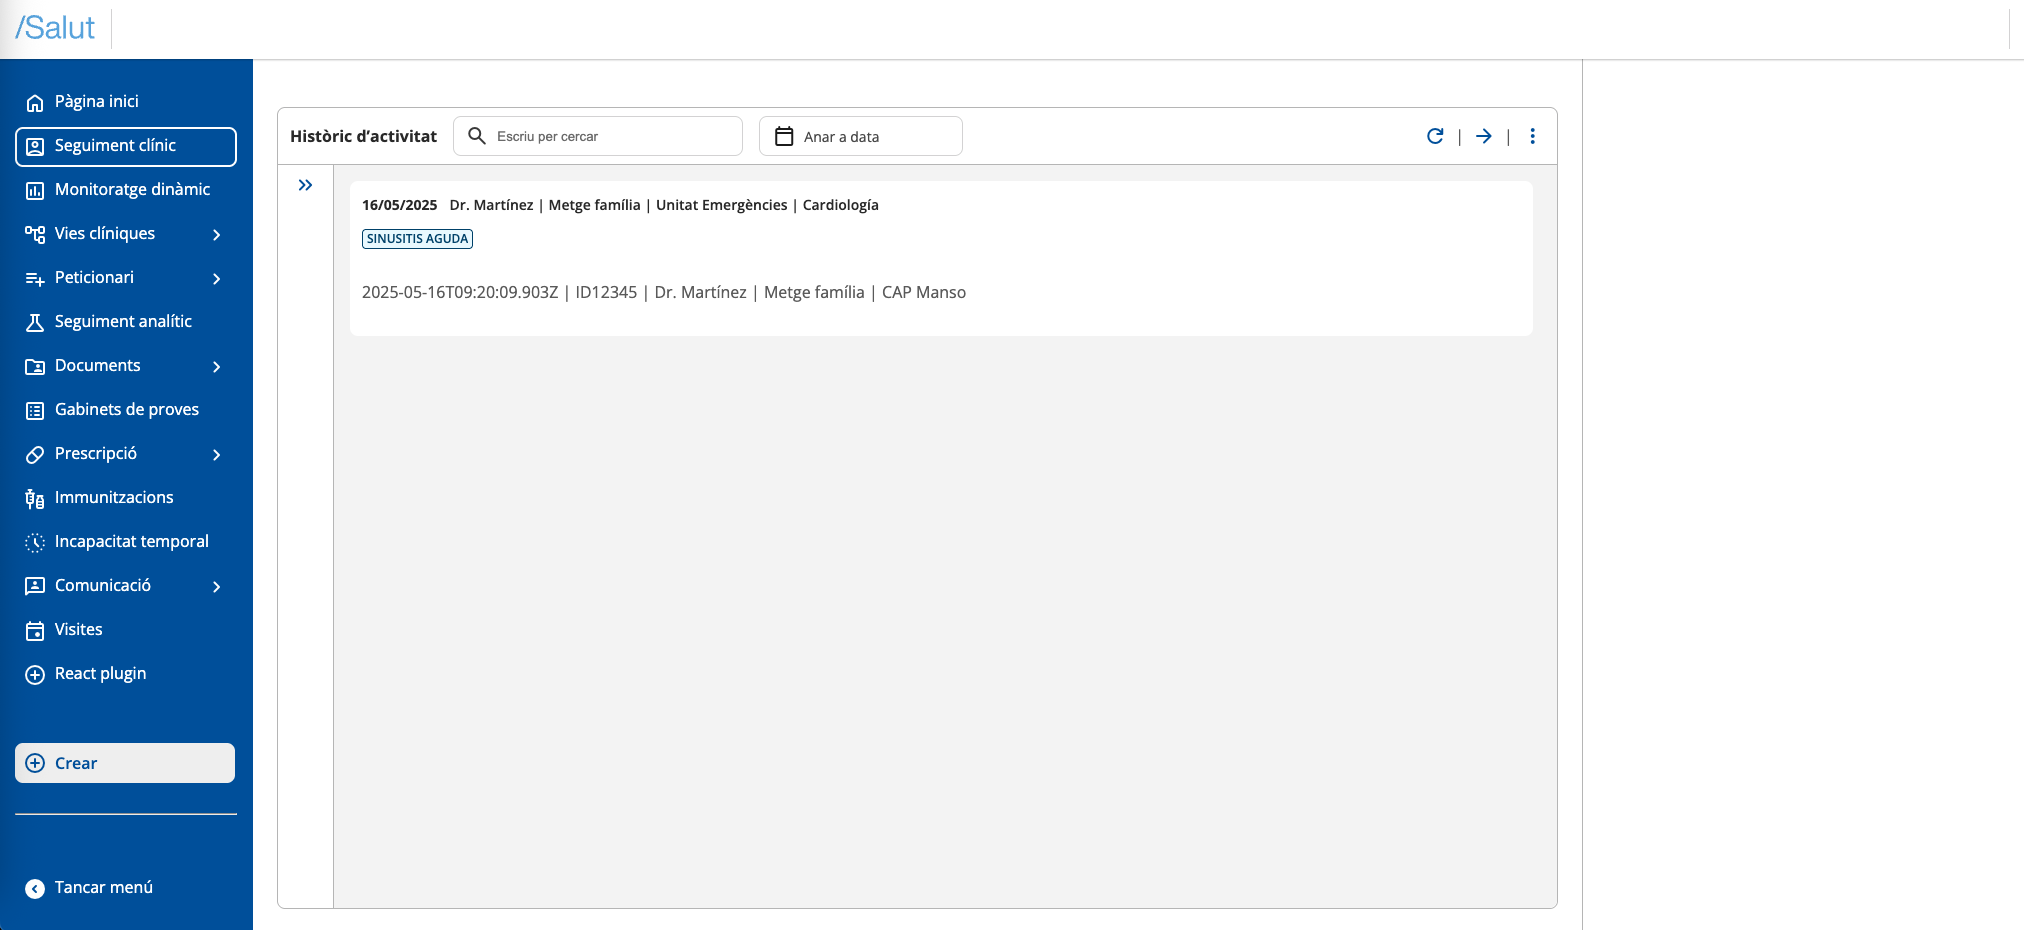 /Salut
Pàgina inici
Seguiment clínic
Monitoratge dinàmic
Vies clíniques
Peticionari
Seguiment analític
Documents
Gabinets de proves
Prescripció
Immunitzacions
Incapacitat temporal
Comunicació
Visites
React plugin
Crear
Tancar menú
Històric d’activitat
Escriu per cercar
Anar a data
16/05/2025 Dr. Martínez | Metge família | Unitat Emergències | Cardiología
SINUSITIS AGUDA
2025-05-16T09:20:09.903Z | ID12345 | Dr. Martínez | Metge família | CAP Manso